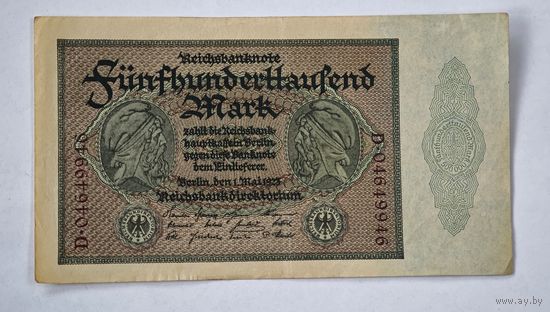 Reichsbanknote
Fünfhunderttausend
Mark
zahlt die Reichsbank-
hauptkasse in Berlin
gegen diese Banknote
dem Einlieferer.
Berlin, den 1. Mai 1923
Reichsbankdirektorium
D·04649946
D·04649946
www.ay.by